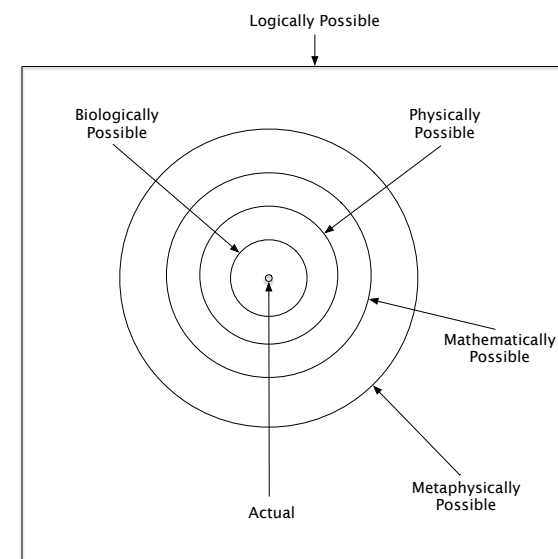 Logically Possible
Biologically
Possible
Physically
Possible
Mathematically
Possible
Metaphysically
Possible
Actual